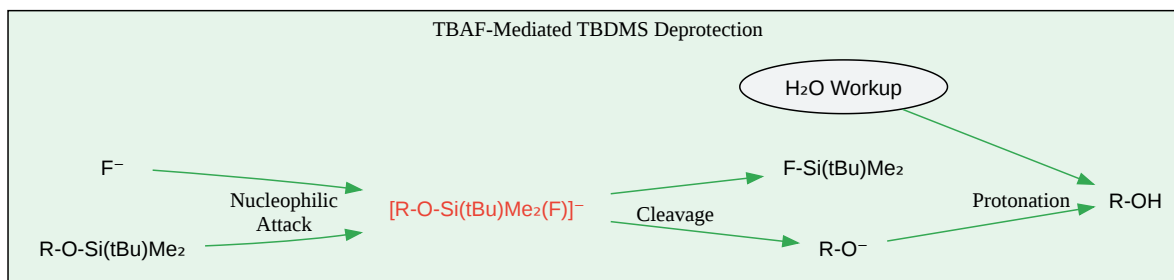 TBAF-Mediated TBDMS Deprotection
H₂O Workup
F⁻
F-Si(tBu)Me₂
Nucleophilic
Attack
[R-O-Si(tBu)Me₂(F)]⁻
Cleavage
Protonation
R-OH
R-O-Si(tBu)Me₂
R-O⁻